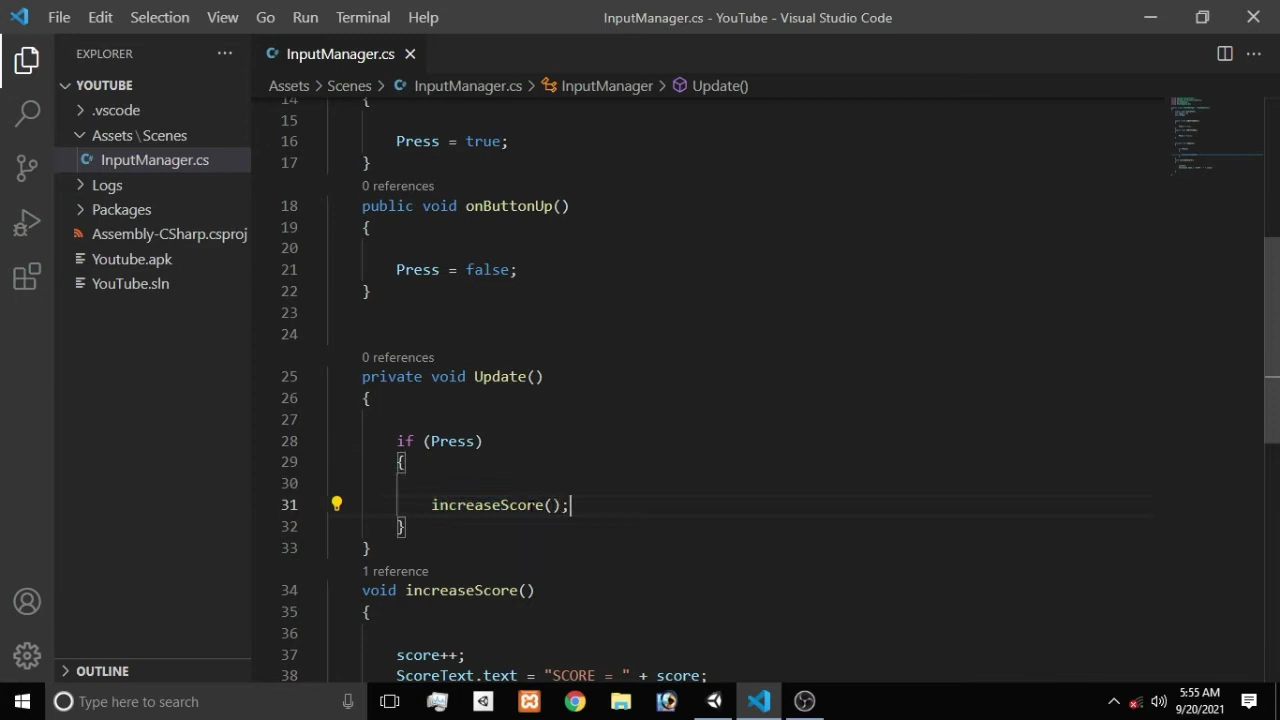 File Edit Selection View Go Run Terminal Help InputManager.cs - YouTube - Visual Studio Code
EXPLORER
InputManager.cs
YOUTUBE
Assets > Scenes > InputManager.cs > InputManager > Update()
.vscode
Assets \ Scenes
InputManager.cs
Logs
Packages
Assembly-CSharp.csproj
Youtube.apk
YouTube.sln
14 {
15
16 Press = true;
17 }
0 references
18 public void onButtonUp()
19 {
20
21 Press = false;
22 }
23
24
0 references
25 private void Update()
26 {
27
28 if (Press)
29 {
30
31 increaseScore();
32 }
33 }
1 reference
34 void increaseScore()
35 {
36
37 score++;
38 ScoreText.text = "SCORE = " + score;
OUTLINE
Type here to search
5:55 AM
9/20/2021